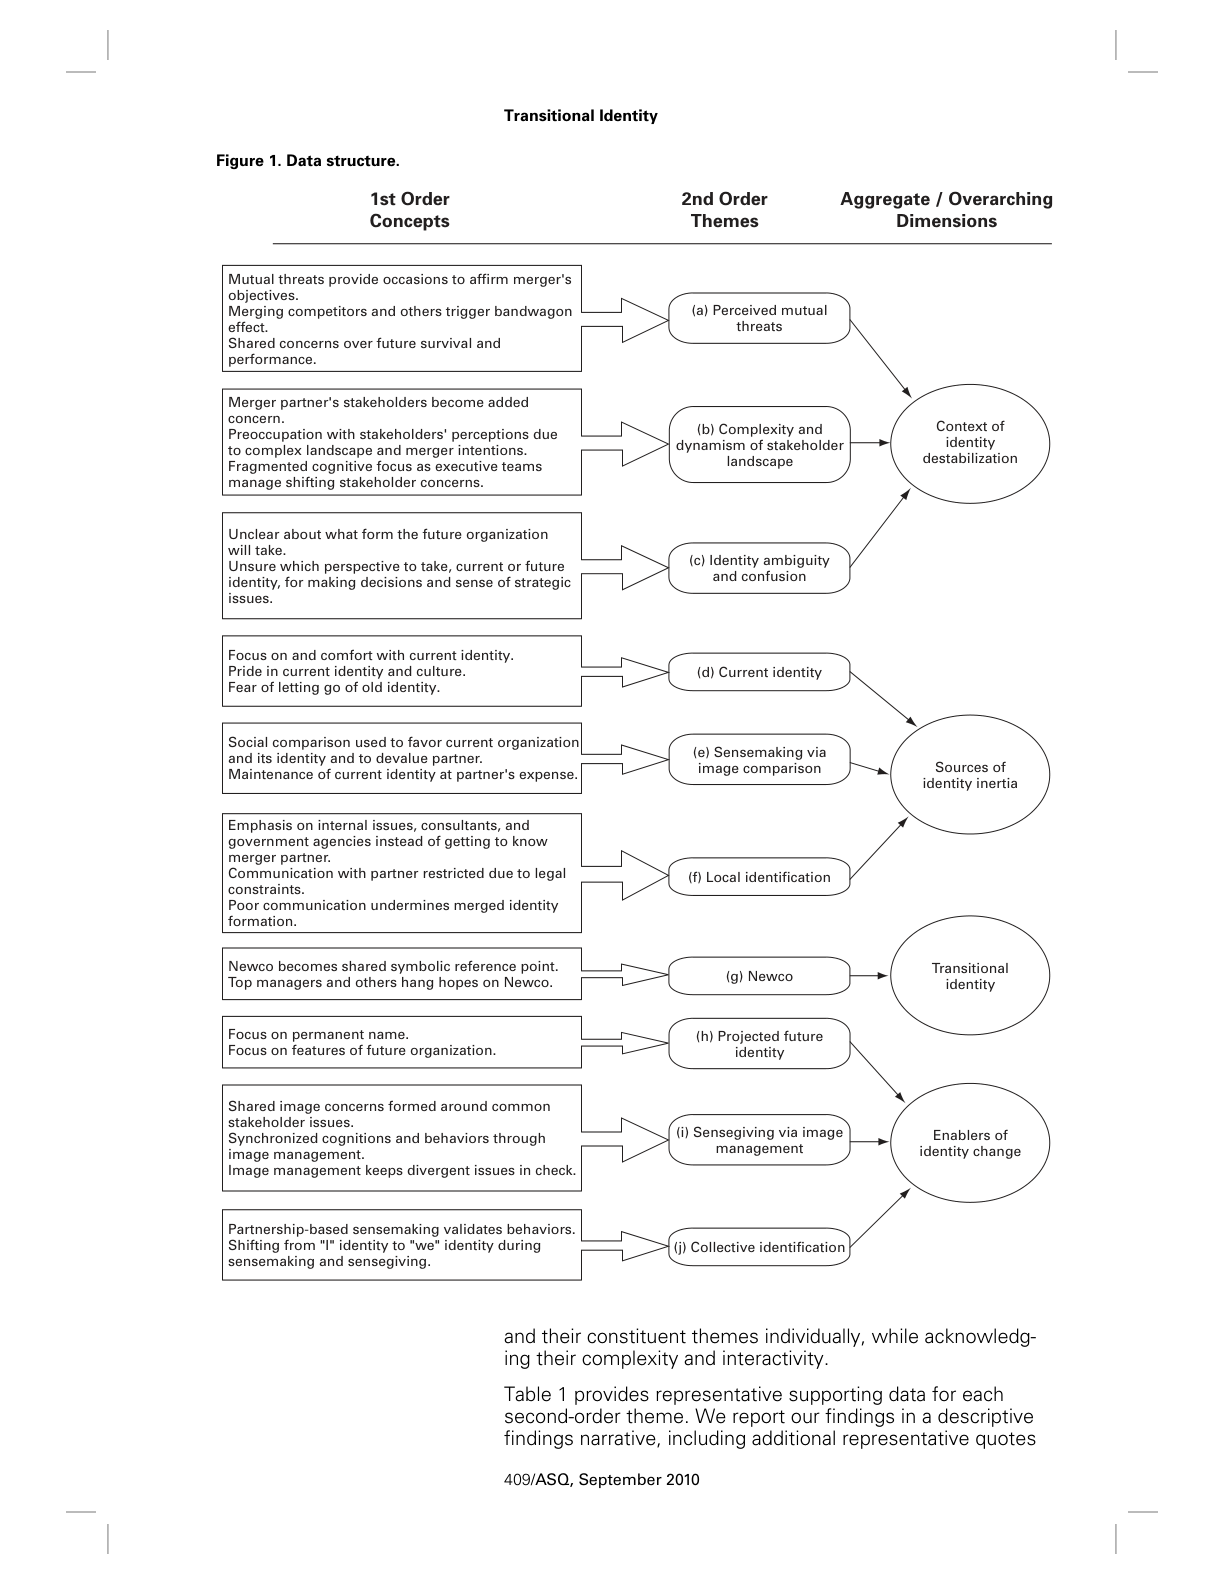 Transitional Identity
Figure 1. Data structure.
1st Order
Concepts
2nd Order
Themes
Aggregate / Overarching
Dimensions
Mutual threats provide occasions to affirm merger's
objectives.
Merging competitors and others trigger bandwagon
effect.
Shared concerns over future survival and
performance.
(a) Perceived mutual
threats
Merger partner's stakeholders become added
concern.
Preoccupation with stakeholders' perceptions due
to complex landscape and merger intentions.
Fragmented cognitive focus as executive teams
manage shifting stakeholder concerns.
(b) Complexity and
dynamism of stakeholder
landscape
Context of
identity
destabilization
Unclear about what form the future organization
will take.
Unsure which perspective to take, current or future
identity, for making decisions and sense of strategic
issues.
(c) Identity ambiguity
and confusion
Focus on and comfort with current identity.
Pride in current identity and culture.
Fear of letting go of old identity.
(d) Current identity
Social comparison used to favor current organization
and its identity and to devalue partner.
Maintenance of current identity at partner's expense.
(e) Sensemaking via
image comparison
Sources of
identity inertia
Emphasis on internal issues, consultants, and
government agencies instead of getting to know
merger partner.
Communication with partner restricted due to legal
constraints.
Poor communication undermines merged identity
formation.
(f) Local identification
Newco becomes shared symbolic reference point.
Top managers and others hang hopes on Newco.
(g) Newco
Transitional
identity
Focus on permanent name.
Focus on features of future organization.
(h) Projected future
identity
Shared image concerns formed around common
stakeholder issues.
Synchronized cognitions and behaviors through
image management.
Image management keeps divergent issues in check.
(i) Sensegiving via image
management
Enablers of
identity change
Partnership-based sensemaking validates behaviors.
Shifting from "I" identity to "we" identity during
sensemaking and sensegiving.
(j) Collective identification
and their constituent themes individually, while acknowledg-
ing their complexity and interactivity.
Table 1 provides representative supporting data for each
second-order theme. We report our findings in a descriptive
findings narrative, including additional representative quotes
409/ASQ, September 2010